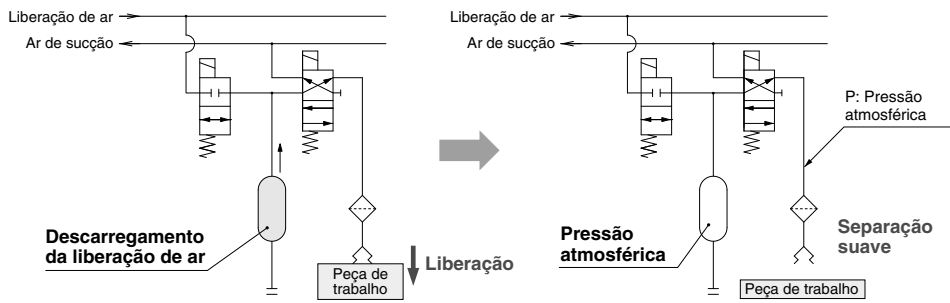 Liberação de ar
Ar de sucção
Descarregamento
da liberação de ar
Peça de
trabalho
Liberação
Liberação de ar
Ar de sucção
P: Pressão
atmosférica
Pressão
atmosférica
Separação
suave
Peça de trabalho